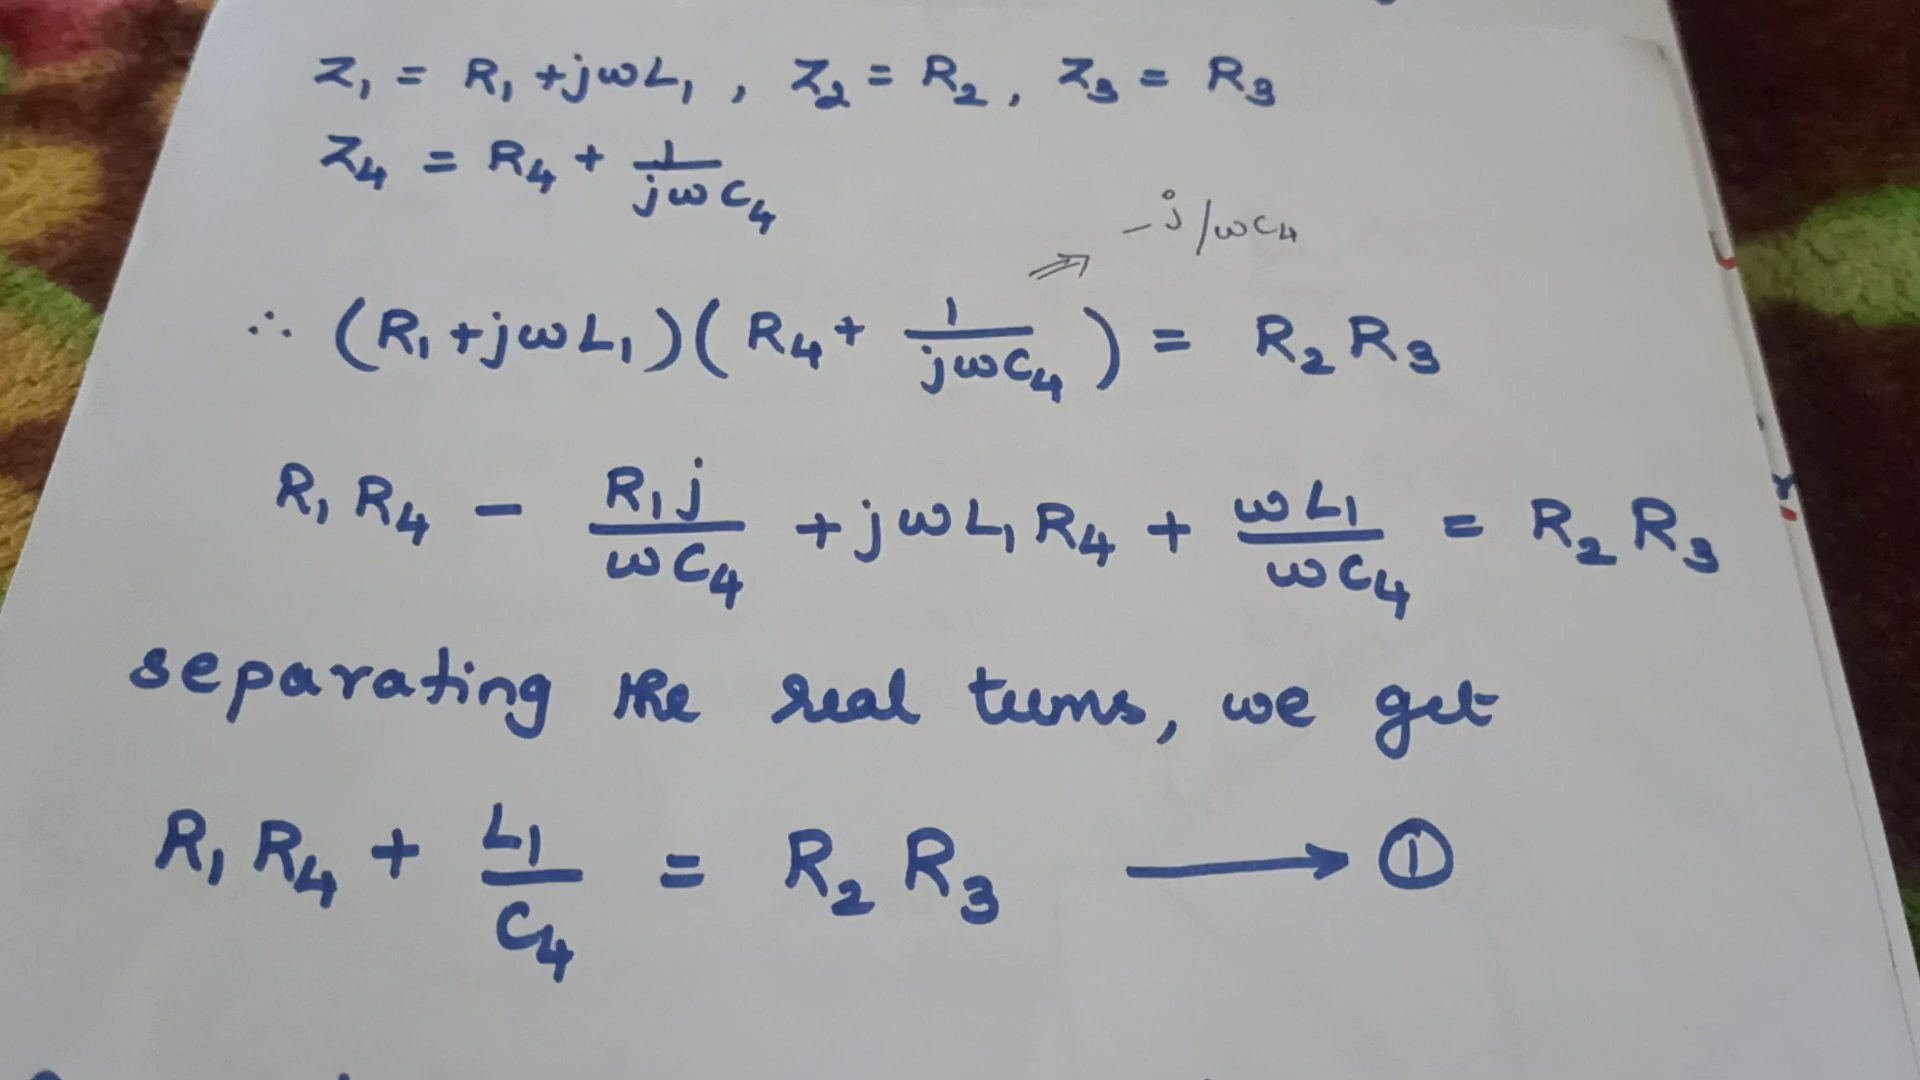 Z₁ = R₁ + jωL₁ , Z₂ = R₂ , Z₃ = R₃
Z₄ = R₄ + 1/jωC₄
-j/ωC₄
∴ (R₁ + jωL₁)(R₄ + 1/jωC₄) = R₂R₃
R₁R₄ - R₁j/ωC₄ + jωL₁R₄ + ωL₁/ωC₄ = R₂R₃
separating the real terms, we get
R₁R₄ + L₁/C₄ = R₂R₃ ⟶ ①